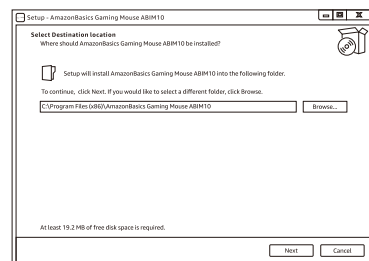 Setup - AmazonBasics Gaming Mouse ABIM10
Select Destination location
Where should AmazonBasics Gaming Mouse ABIM10 be installed?
Setup will install AmazonBasics Gaming Mouse ABIM10 into the following folder.
To continue, click Next. If you would like to select a different folder, click Browse.
C:\Program Files (x86)\AmazonBasics Gaming Mouse ABIM10
Browse...
At least 19.2 MB of free disk space is required.
Next
Cancel